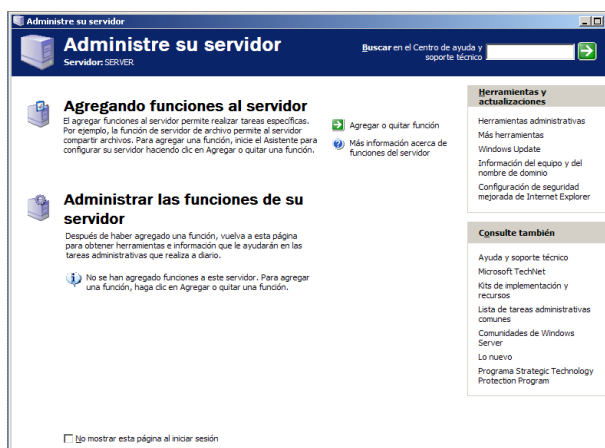 Administre su servidor
Administre su servidor
Servidor: SERVER
Buscar en el Centro de ayuda y
soporte técnico
Agregando funciones al servidor
El agregar funciones al servidor permite realizar tareas específicas.
Por ejemplo, la función de servidor de archivo permite al servidor
compartir archivos. Para agregar una función, inicie el Asistente para
configurar su servidor haciendo clic en Agregar o quitar una función.
Agregar o quitar función
Más información acerca de
funciones del servidor
Administrar las funciones de su
servidor
Después de haber agregado una función, vuelva a esta página
para obtener herramientas e información que le ayudarán en las
tareas administrativas que realiza a diario.
No se han agregado funciones a este servidor. Para agregar
una función, haga clic en Agregar o quitar una función.
Herramientas y
actualizaciones
Herramientas administrativas
Más herramientas
Windows Update
Información del equipo y del
nombre de dominio
Configuración de seguridad
mejorada de Internet Explorer
Consulte también
Ayuda y soporte técnico
Microsoft TechNet
Kits de implementación y
recursos
Lista de tareas administrativas
comunes
Comunidades de Windows
Server
Lo nuevo
Programa Strategic Technology
Protection Program
No mostrar esta página al iniciar sesión